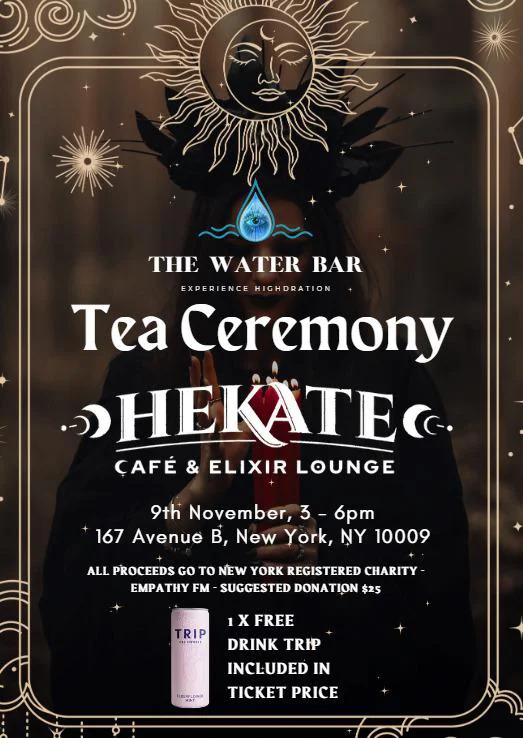 THE WATER BAR
EXPERIENCE HIGHDRATION
Tea Ceremony
HEKATE
CAFÉ & ELIXIR LOUNGE
9th November, 3 - 6pm
167 Avenue B, New York, NY 10009
ALL PROCEEDS GO TO NEW YORK REGISTERED CHARITY -
EMPATHY FM - SUGGESTED DONATION $25
TRIP
ELDERFLOWER
MINT
1 X FREE
DRINK TRIP
INCLUDED IN
TICKET PRICE